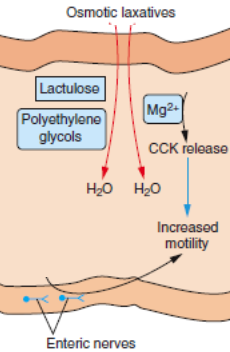 Osmotic laxatives
Lactulose
Polyethylene
glycols
Mg²⁺
CCK release
H₂O
H₂O
Increased
motility
Enteric nerves